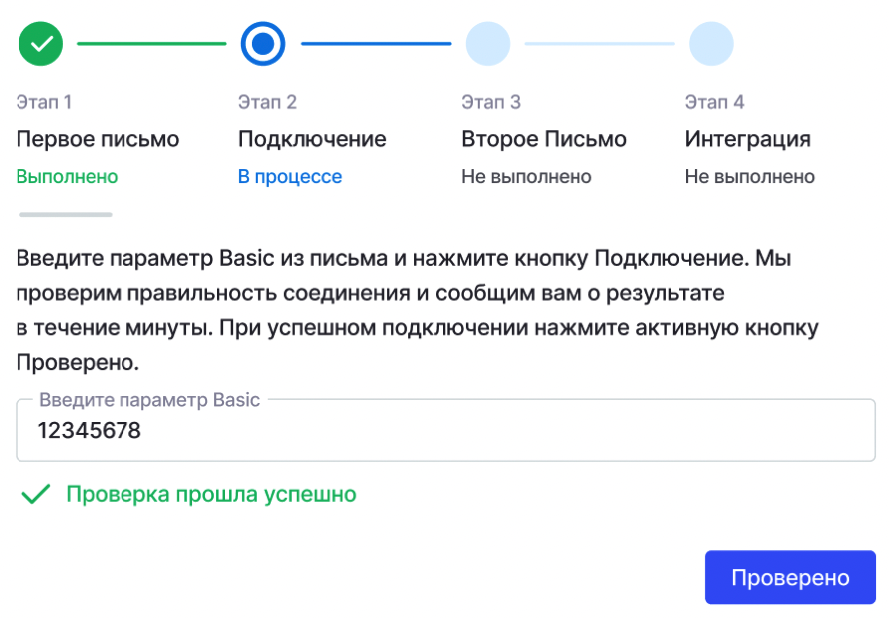 Этап 1
Этап 2
Этап 3
Этап 4
Первое письмо
Подключение
Второе Письмо
Интеграция
Выполнено
В процессе
Не выполнено
Не выполнено
Введите параметр Basic из письма и нажмите кнопку Подключение. Мы
проверим правильность соединения и сообщим вам о результате
в течение минуты. При успешном подключении нажмите активную кнопку
Проверено.
Введите параметр Basic
12345678
Проверка прошла успешно
Проверено